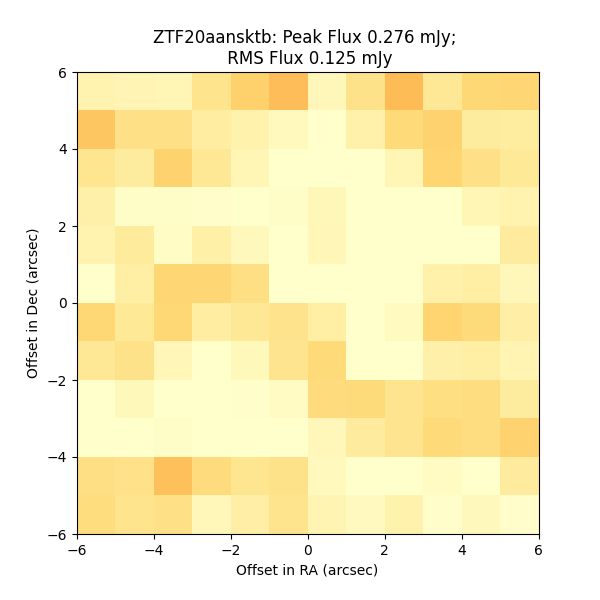 ZTF20aansktb: Peak Flux 0.276 mJy;
RMS Flux 0.125 mJy
6
4
2
0
−2
−4
−6
Offset in Dec (arcsec)
−6 −4 −2 0 2 4 6
Offset in RA (arcsec)